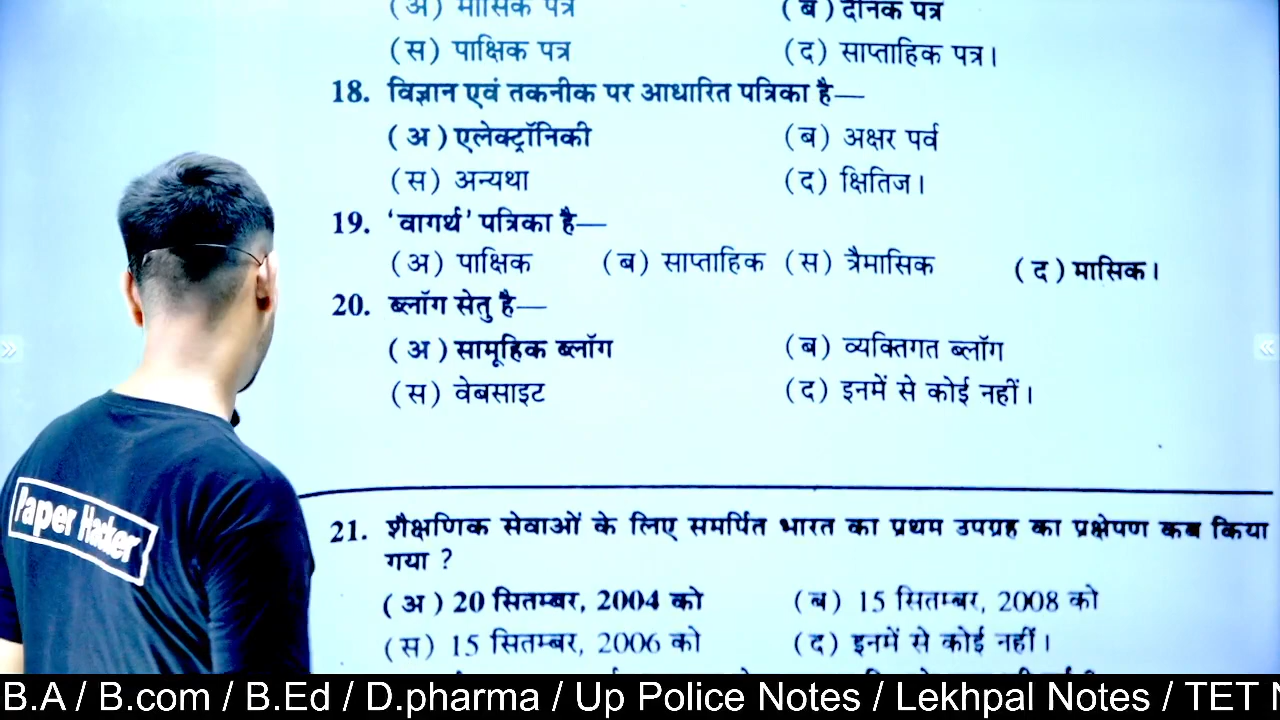 (अ) मासिक पत्र (ब) दैनिक पत्र
(स) पाक्षिक पत्र (द) साप्ताहिक पत्र।
18. विज्ञान एवं तकनीक पर आधारित पत्रिका है—
(अ) एलेक्ट्रॉनिकी (ब) अक्षर पर्व
(स) अन्यथा (द) क्षितिज।
19. 'वागर्थ' पत्रिका है—
(अ) पाक्षिक (ब) साप्ताहिक (स) त्रैमासिक (द) मासिक।
20. ब्लॉग सेतु है—
(अ) सामूहिक ब्लॉग (ब) व्यक्तिगत ब्लॉग
(स) वेबसाइट (द) इनमें से कोई नहीं।
21. शैक्षणिक सेवाओं के लिए समर्पित भारत का प्रथम उपग्रह का प्रक्षेपण कब किया
गया ?
(अ) 20 सितम्बर, 2004 को (ब) 15 सितम्बर, 2008 को
(स) 15 सितम्बर, 2006 को (द) इनमें से कोई नहीं।
Paper Hacker
B.A / B.com / B.Ed / D.pharma / Up Police Notes / Lekhpal Notes / TET N